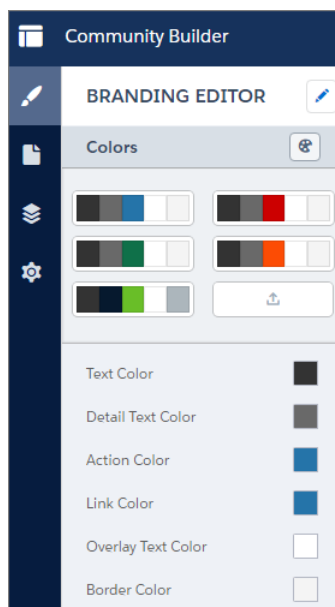 Community Builder
BRANDING EDITOR
Colors
Text Color
Detail Text Color
Action Color
Link Color
Overlay Text Color
Border Color